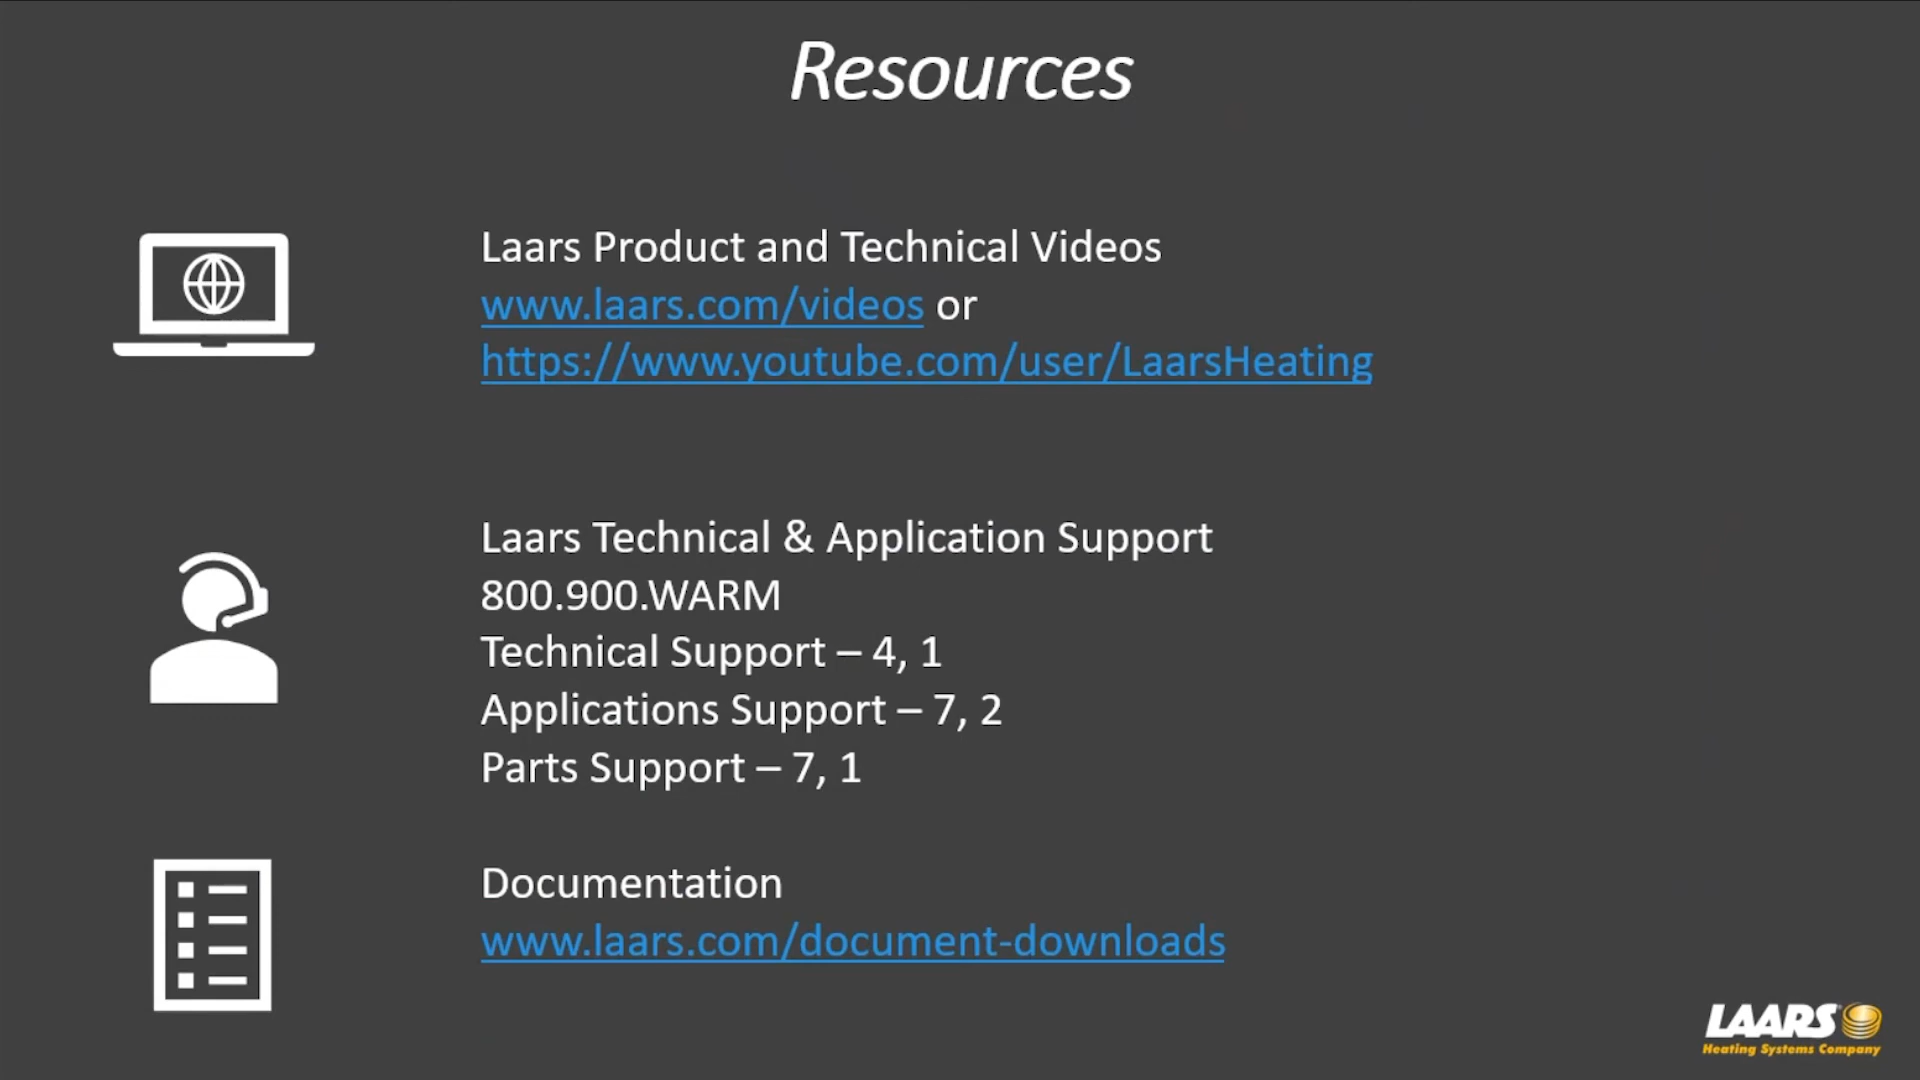 Resources
Laars Product and Technical Videos
www.laars.com/videos or
https://www.youtube.com/user/LaarsHeating
Laars Technical & Application Support
800.900.WARM
Technical Support – 4, 1
Applications Support – 7, 2
Parts Support – 7, 1
Documentation
www.laars.com/document-downloads
LAARS
Heating Systems Company